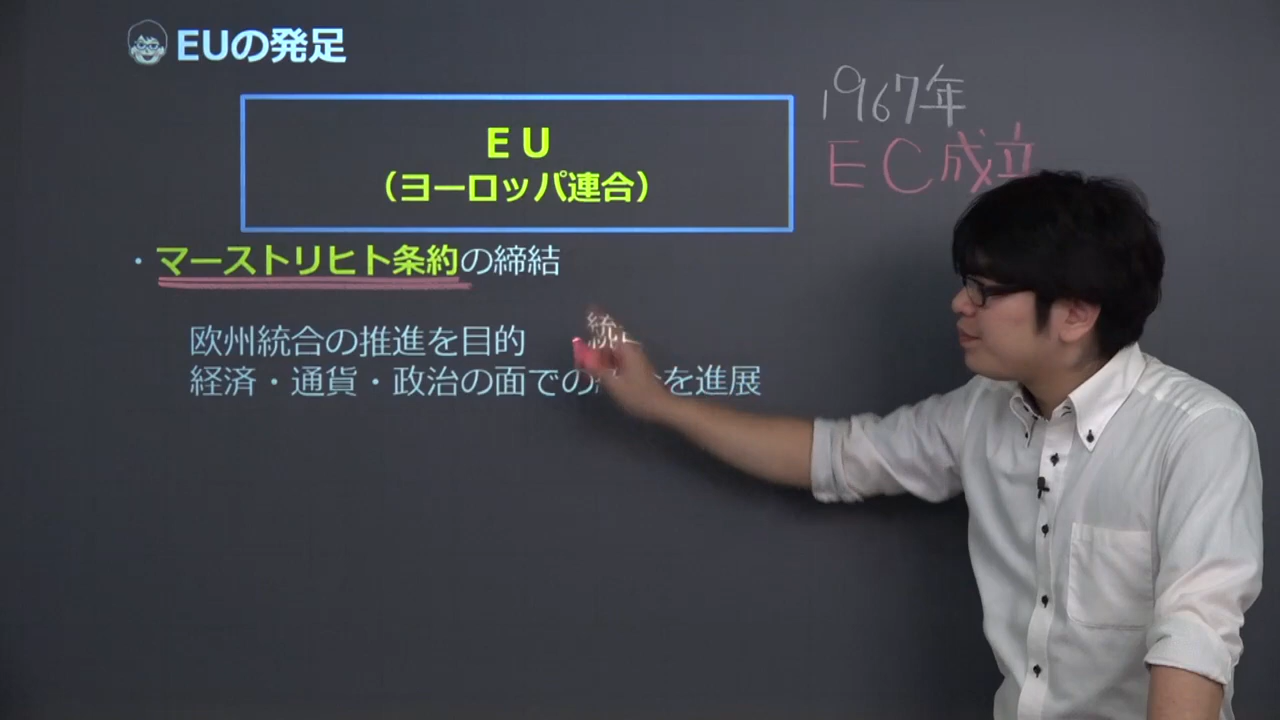 EUの発足
1967年
EC成立
EU
（ヨーロッパ連合）
・マーストリヒト条約の締結
欧州統合の推進を目的
経済・通貨・政治の面での を進展